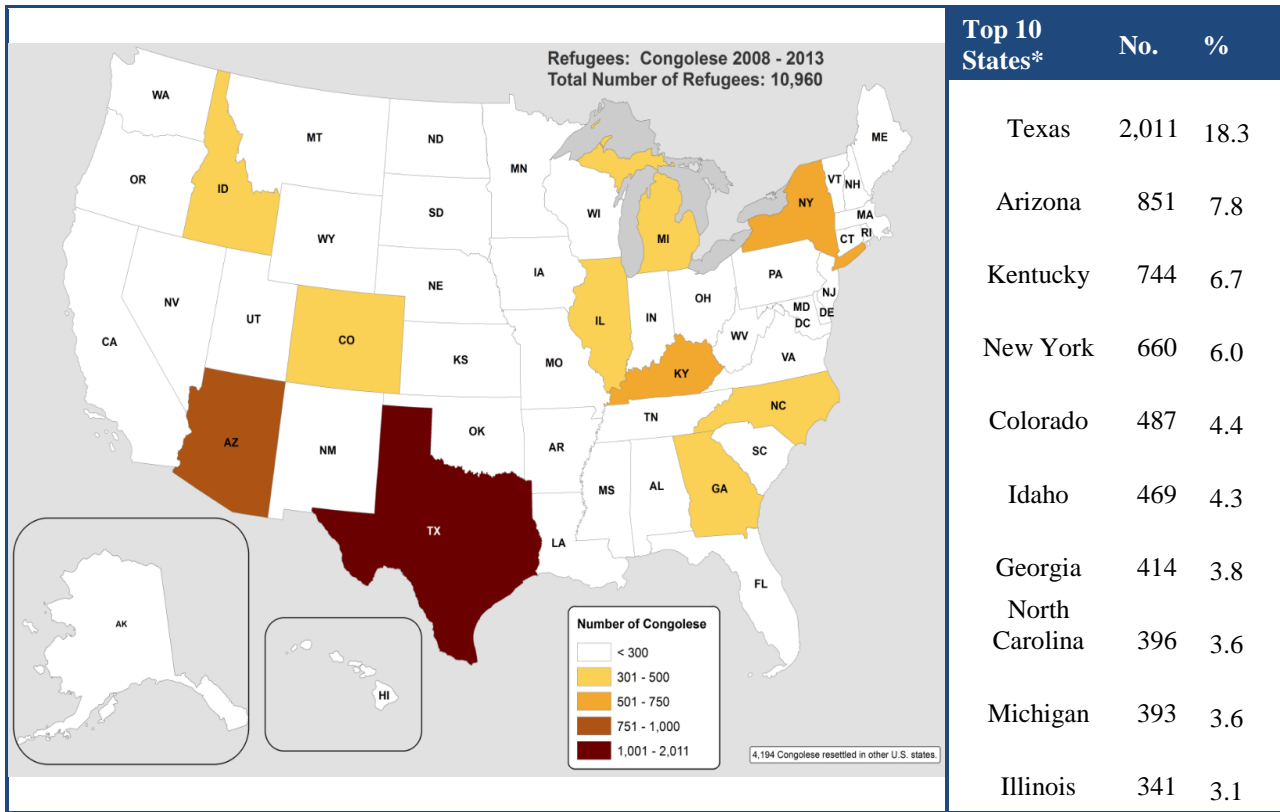 Refugees: Congolese 2008 - 2013
Total Number of Refugees: 10,960
WA
MT
ND
MN
ME
OR
ID
SD
WI
MI
NY
VT
NH
MA
CT
RI
WY
IA
NE
PA
NJ
OH
MD
DE
DC
NV
UT
CO
IL
IN
WV
VA
CA
KS
MO
KY
NC
TN
AZ
NM
OK
AR
SC
MS
AL
GA
TX
LA
FL
AK
HI
Number of Congolese
< 300
301 - 500
501 - 750
751 - 1,000
1,001 - 2,011
4,194 Congolese resettled in other U.S. states.
Top 10 States* No. %
Texas 2,011 18.3
Arizona 851 7.8
Kentucky 744 6.7
New York 660 6.0
Colorado 487 4.4
Idaho 469 4.3
Georgia 414 3.8
North Carolina 396 3.6
Michigan 393 3.6
Illinois 341 3.1